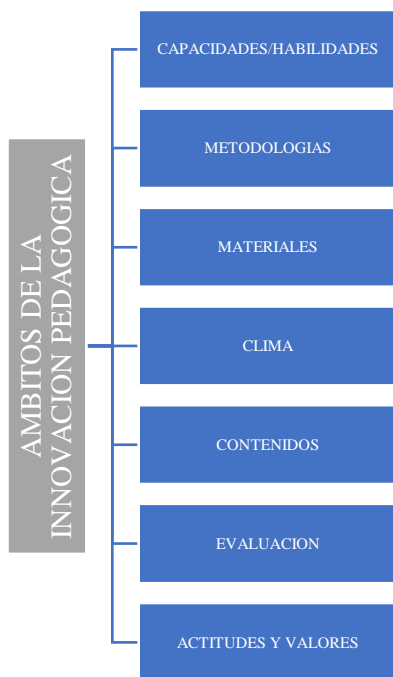 AMBITOS DE LA
INNOVACION PEDAGOGICA
CAPACIDADES/HABILIDADES
METODOLOGIAS
MATERIALES
CLIMA
CONTENIDOS
EVALUACION
ACTITUDES Y VALORES